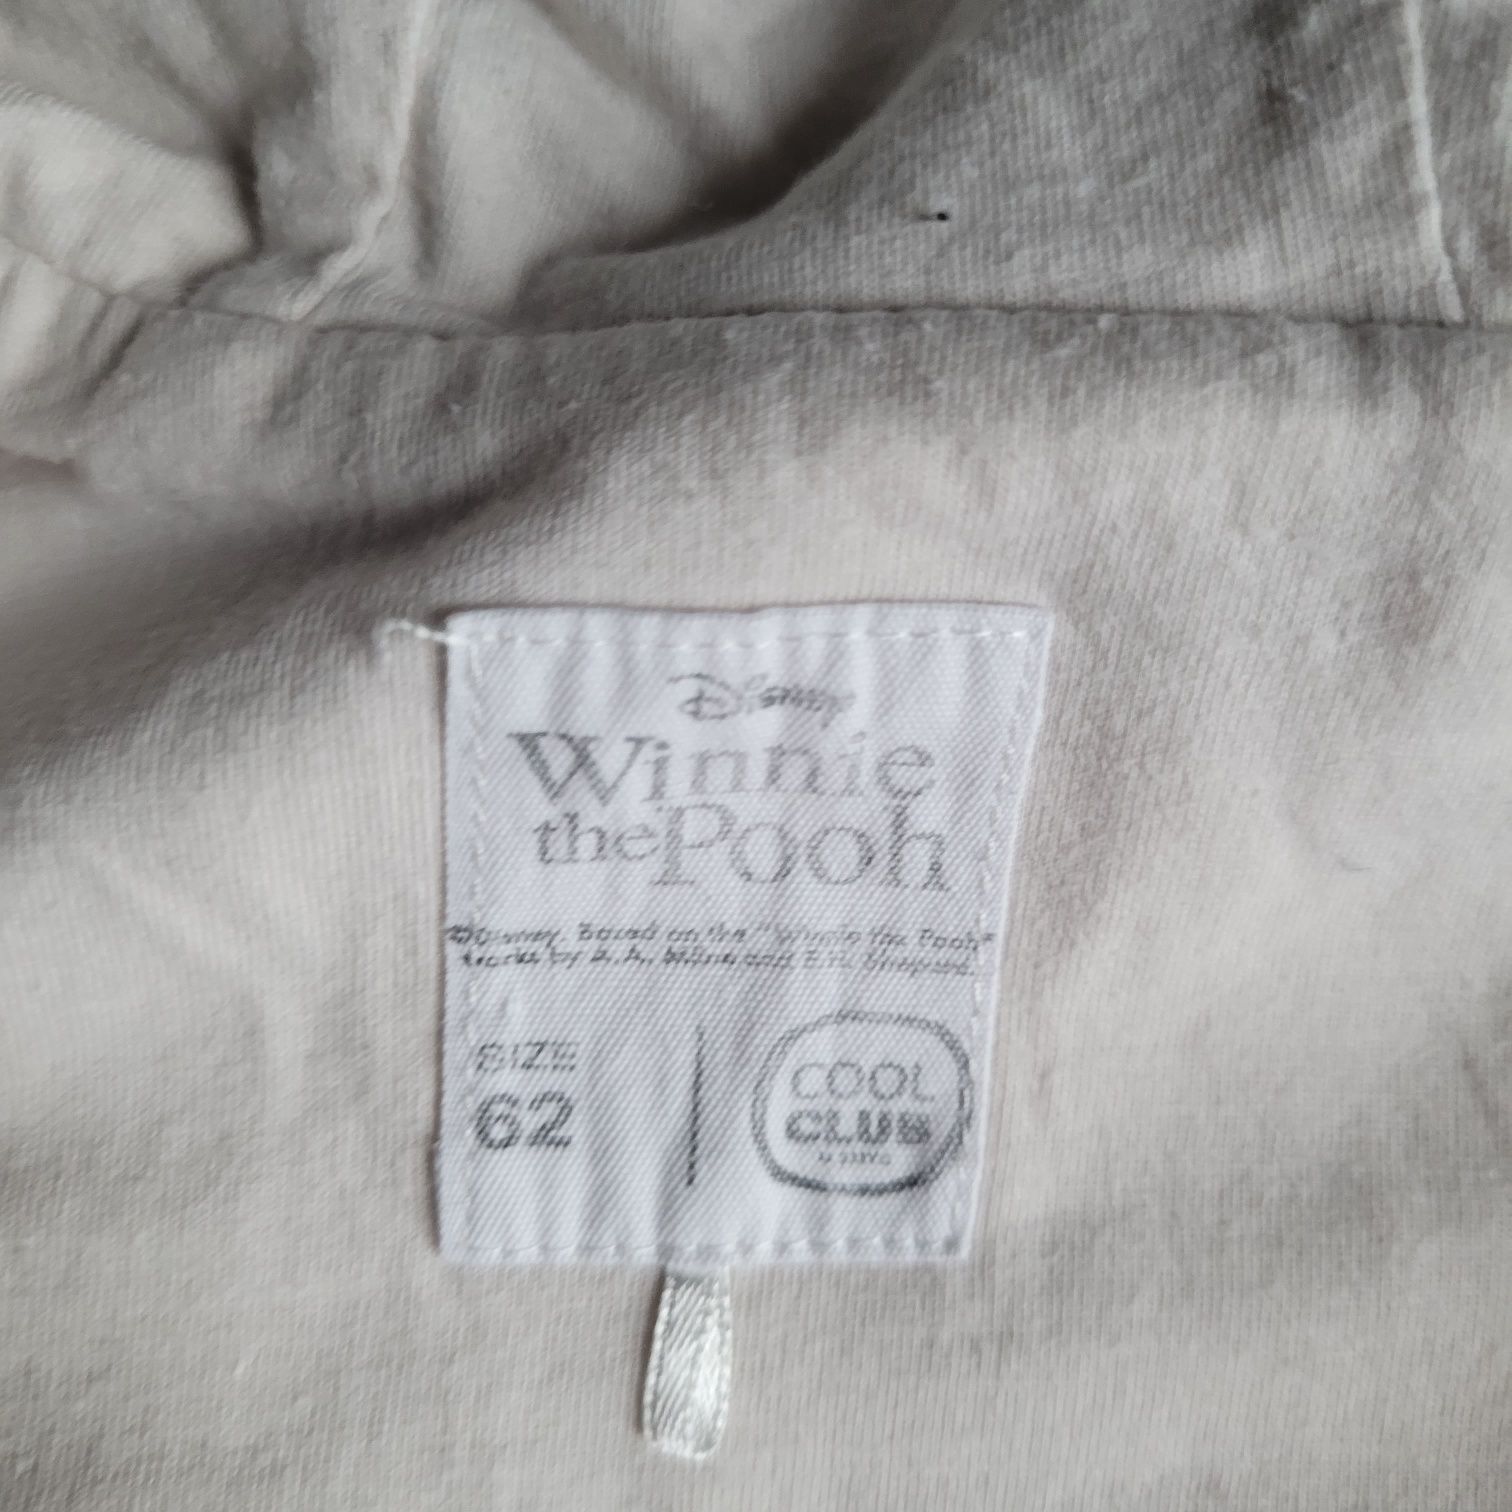 Disney
Winnie
the Pooh
©Disney. Based on the "Winnie the Pooh"
works by A. A. Milne and E.H. Shepard.
SIZE
62
COOL
CLUB